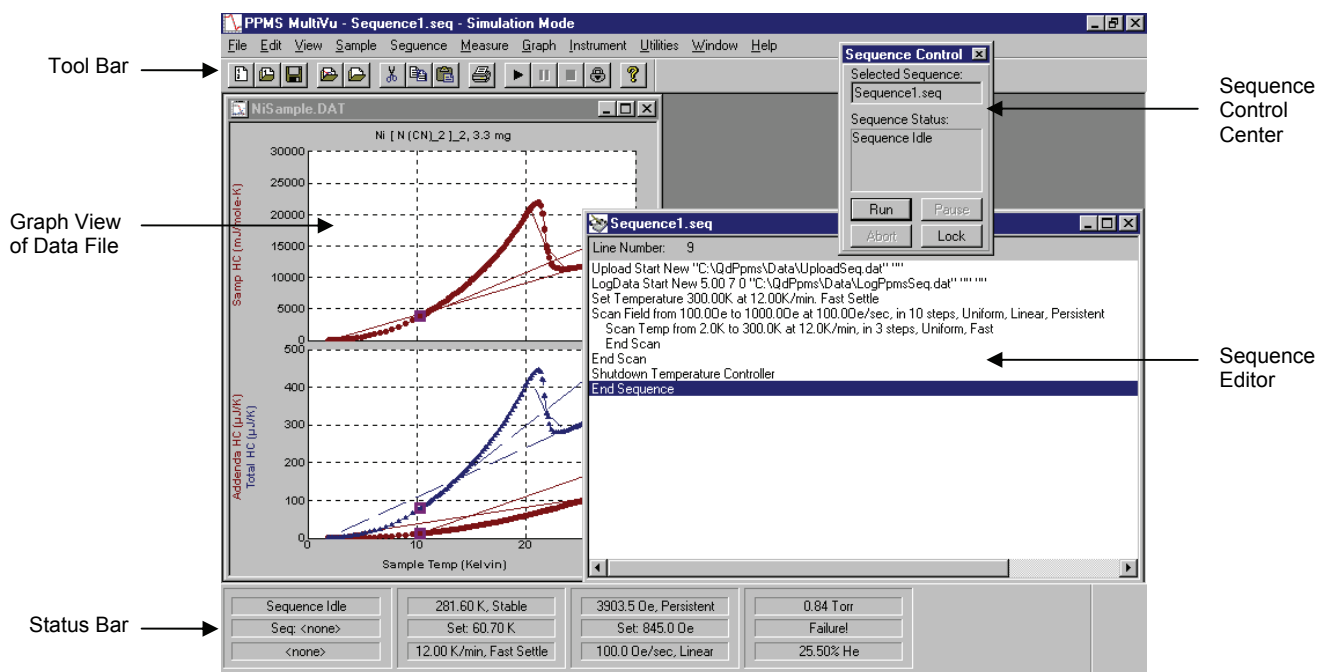 PPMS MultiVu - Sequence1.seq - Simulation Mode
File Edit View Sample Sequence Measure Graph Instrument Utilities Window Help
Tool Bar
Sequence Control
Selected Sequence:
Sequence1.seq
Sequence Status:
Sequence Idle
Run Pause
Abort Lock
Sequence
Control
Center
NiSample.DAT
Ni [ N (CN)_2 ]_2, 3.3 mg
Samp HC (mJ/mole-K)
30000
25000
20000
15000
10000
5000
0
Graph View
of Data File
Addenda HC (µJ/K)
Total HC (µJ/K)
500
400
300
200
100
0
0 10 20
Sample Temp (Kelvin)
Sequence1.seq
Line Number: 9
Upload Start New "C:\QdPpms\Data\UploadSeq.dat" ""
LogData Start New 5.00 7 0 "C:\QdPpms\Data\LogPpmsSeq.dat" "" "" ""
Set Temperature 300.00K at 12.00K/min. Fast Settle
Scan Field from 100.0Oe to 1000.0Oe at 100.0Oe/sec, in 10 steps, Uniform, Linear, Persistent
Scan Temp from 2.0K to 300.0K at 12.0K/min, in 3 steps, Uniform, Fast
End Scan
End Scan
Shutdown Temperature Controller
End Sequence
Sequence
Editor
Status Bar
Sequence Idle 281.60 K, Stable 3903.5 Oe, Persistent 0.84 Torr
Seq: <none> Set: 60.70 K Set: 845.0 Oe Failure!
<none> 12.00 K/min, Fast Settle 100.0 Oe/sec, Linear 25.50% He